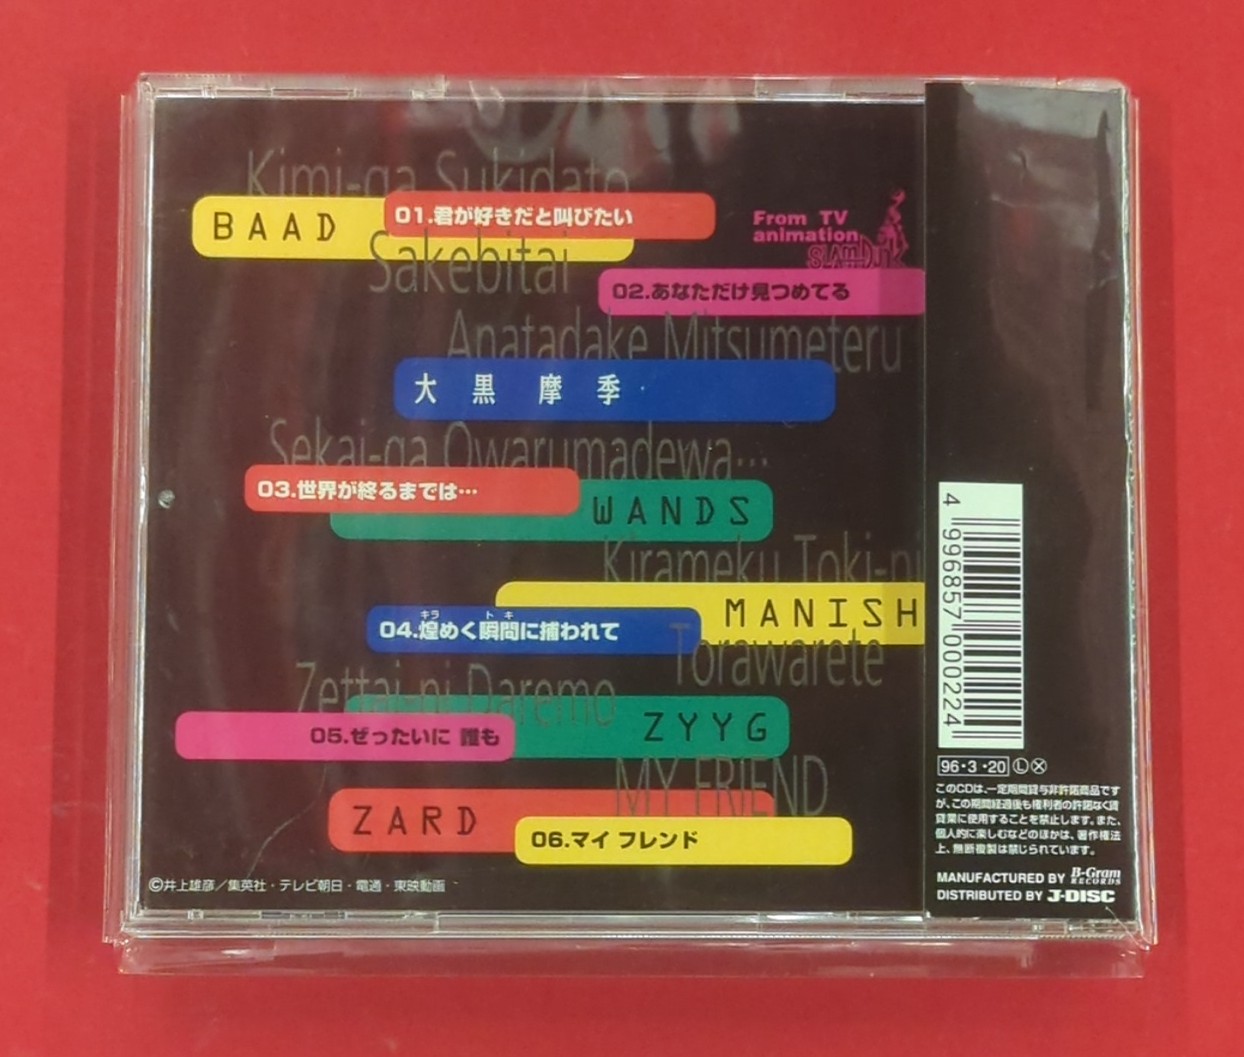 Kimi-ga Sukidato
BAAD
01.君が好きだと叫びたい
Sakebitai
From TV
animation
SLAM DUNK
02.あなただけ見つめてる
Anatadake Mitsumeteru
大黒摩季
Sekai-ga Owarumadewa…
03.世界が終るまでは…
WANDS
Kirameku Toki-ni
MANISH
キラ トキ
04.煌めく瞬間に捕われて
Torawarete
Zettai-ni Daremo
ZYYG
05.ぜったいに 誰も
MY FRIEND
ZARD
06.マイ フレンド
©井上雄彦／集英社・テレビ朝日・電通・東映動画
4 996857 000224
96・3・20 Ⓛ Ⓧ
このCDは、一定期間貸与非許諾商品です
が、この期間経過後も権利者の許諾なく賃
貸業に使用することを禁止します。また、
個人的に楽しむなどのほかは、著作権法
上、無断複製は禁じられています。
MANUFACTURED BY B-Gram RECORDS
DISTRIBUTED BY J-DISC